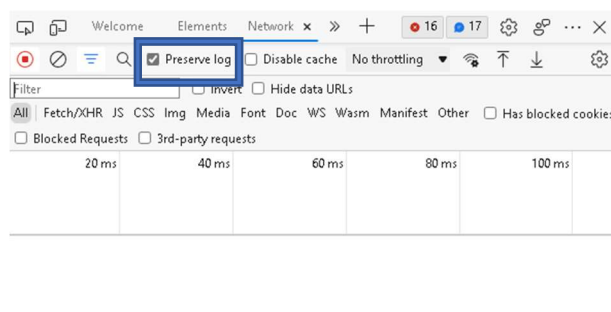 Welcome Elements Network × » + 16 17 ⋯ ×
Preserve log Disable cache No throttling ▼
Filter Invert Hide data URLs
All Fetch/XHR JS CSS Img Media Font Doc WS Wasm Manifest Other Has blocked cookies
Blocked Requests 3rd-party requests
20 ms 40 ms 60 ms 80 ms 100 ms